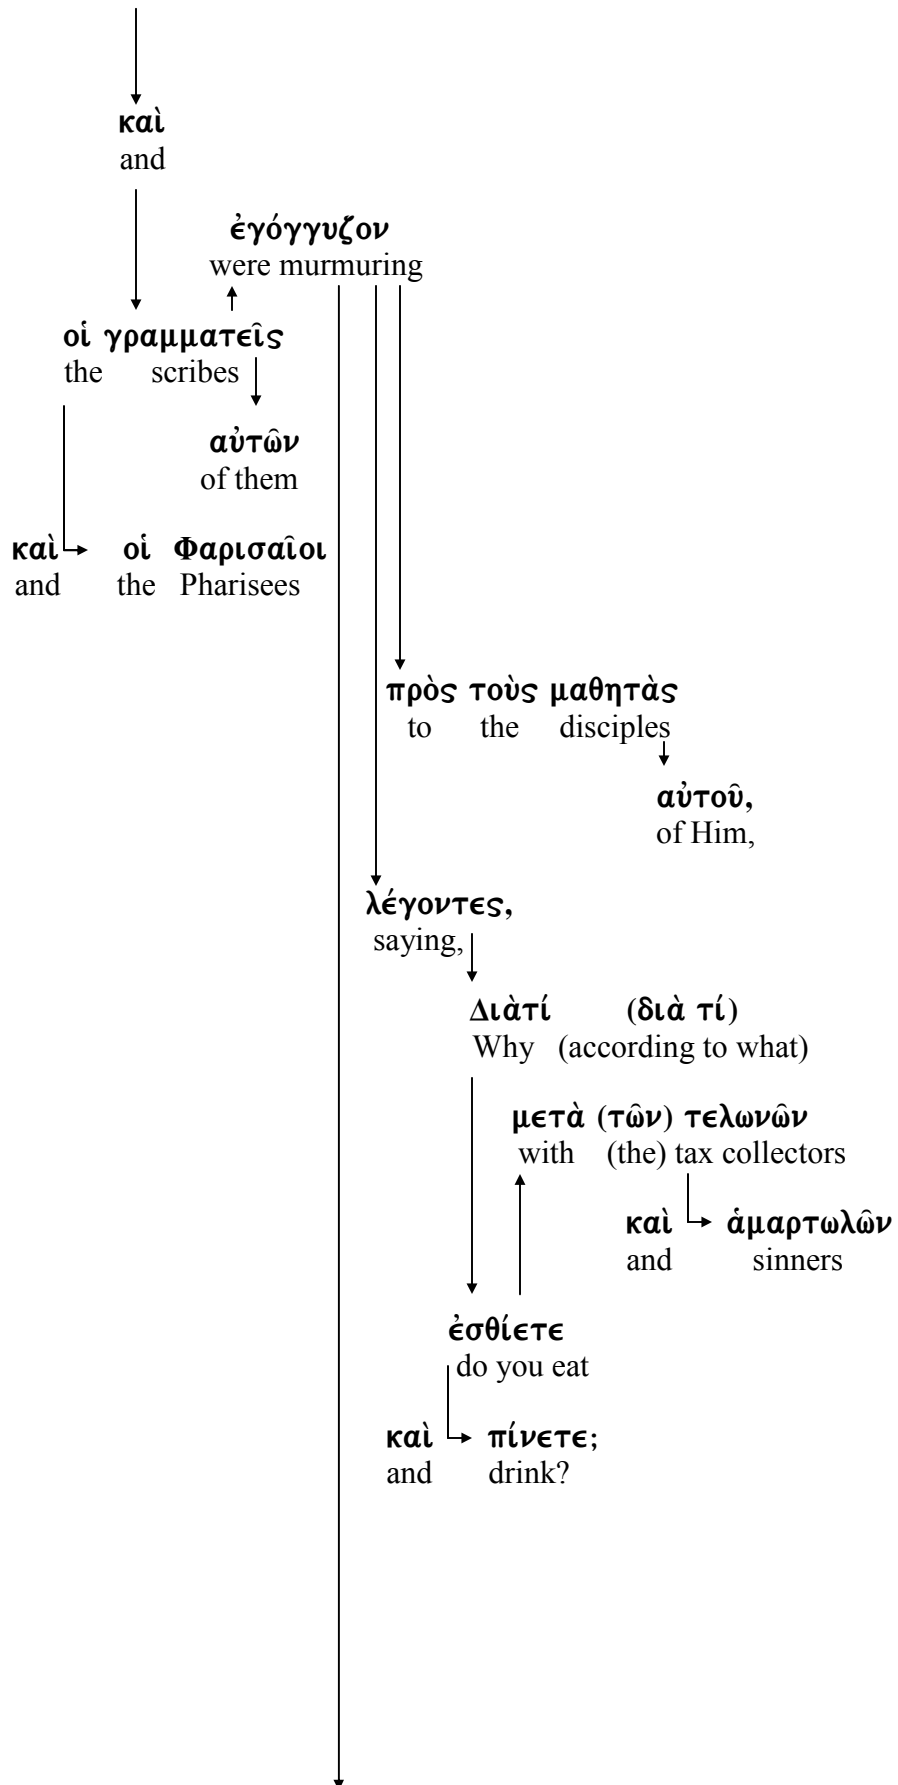 καὶ
and
ἐγόγγυζον
were murmuring
οἱ γραμματεῖς
the scribes
αὐτῶν
of them
καὶ οἱ Φαρισαῖοι
and the Pharisees
πρὸς τοὺς μαθητὰς
to the disciples
αὐτοῦ,
of Him,
λέγοντες,
saying,
Διὰτί (διὰ τί)
Why (according to what)
μετὰ (τῶν) τελωνῶν
with (the) tax collectors
καὶ ἁμαρτωλῶν
and sinners
ἐσθίετε
do you eat
καὶ πίνετε;
and drink?